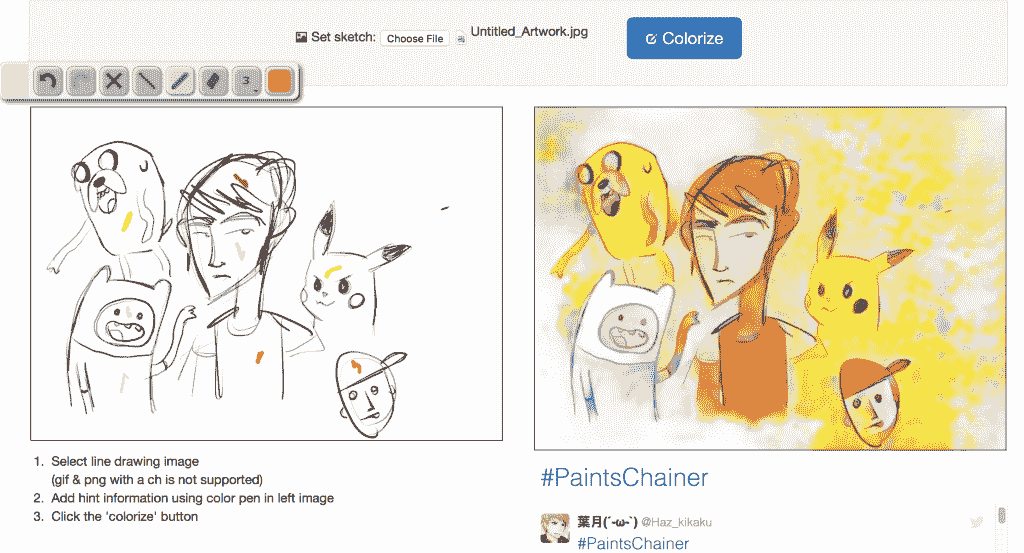 Set sketch: Choose File Untitled_Artwork.jpg Colorize
3
1. Select line drawing image
(gif & png with a ch is not supported)
2. Add hint information using color pen in left image
3. Click the 'colorize' button
#PaintsChainer
葉月(´-ω-`) @Haz_kikaku
#PaintsChainer